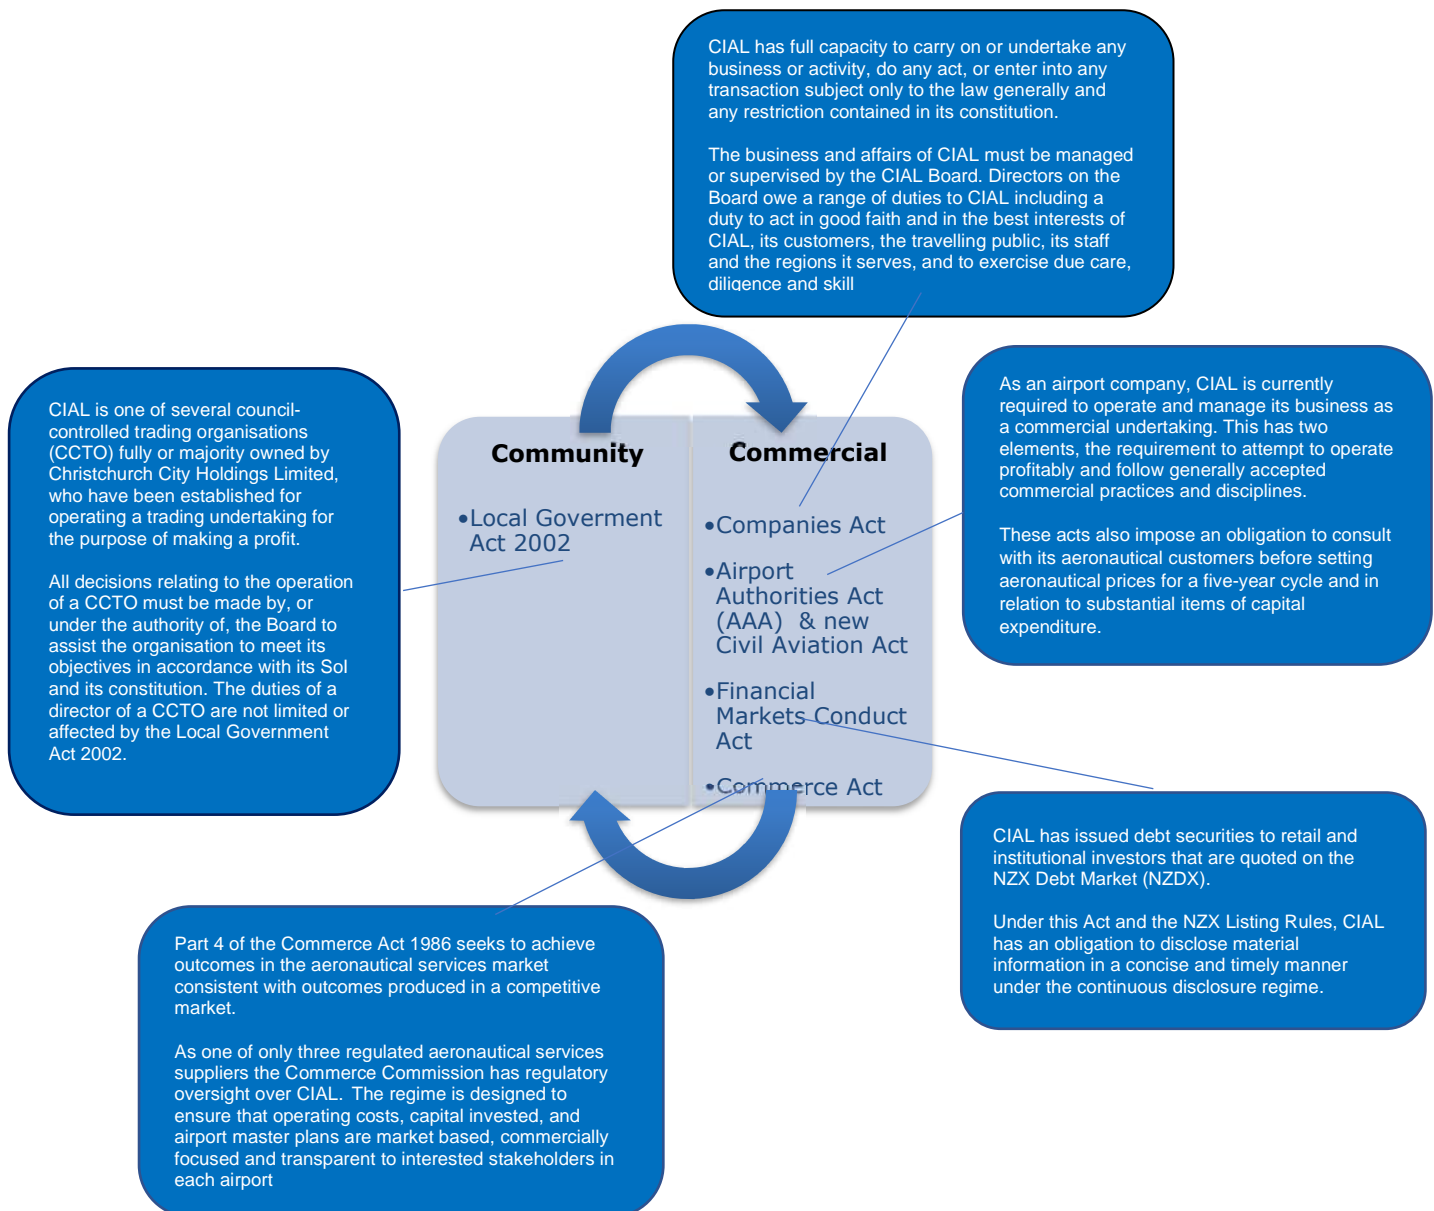 CIAL has full capacity to carry on or undertake any
business or activity, do any act, or enter into any
transaction subject only to the law generally and
any restriction contained in its constitution.
The business and affairs of CIAL must be managed
or supervised by the CIAL Board. Directors on the
Board owe a range of duties to CIAL including a
duty to act in good faith and in the best interests of
CIAL, its customers, the travelling public, its staff
and the regions it serves, and to exercise due care,
diligence and skill
CIAL is one of several council-
controlled trading organisations
(CCTO) fully or majority owned by
Christchurch City Holdings Limited,
who have been established for
operating a trading undertaking for
the purpose of making a profit.
All decisions relating to the operation
of a CCTO must be made by, or
under the authority of, the Board to
assist the organisation to meet its
objectives in accordance with its SoI
and its constitution. The duties of a
director of a CCTO are not limited or
affected by the Local Government
Act 2002.
Community
•Local Goverment
Act 2002
Commercial
•Companies Act
•Airport
Authorities Act
(AAA) & new
Civil Aviation Act
•Financial
Markets Conduct
Act
•Commerce Act
As an airport company, CIAL is currently
required to operate and manage its business as
a commercial undertaking. This has two
elements, the requirement to attempt to operate
profitably and follow generally accepted
commercial practices and disciplines.
These acts also impose an obligation to consult
with its aeronautical customers before setting
aeronautical prices for a five-year cycle and in
relation to substantial items of capital
expenditure.
CIAL has issued debt securities to retail and
institutional investors that are quoted on the
NZX Debt Market (NZDX).
Under this Act and the NZX Listing Rules, CIAL
has an obligation to disclose material
information in a concise and timely manner
under the continuous disclosure regime.
Part 4 of the Commerce Act 1986 seeks to achieve
outcomes in the aeronautical services market
consistent with outcomes produced in a competitive
market.
As one of only three regulated aeronautical services
suppliers the Commerce Commission has regulatory
oversight over CIAL. The regime is designed to
ensure that operating costs, capital invested, and
airport master plans are market based, commercially
focused and transparent to interested stakeholders in
each airport